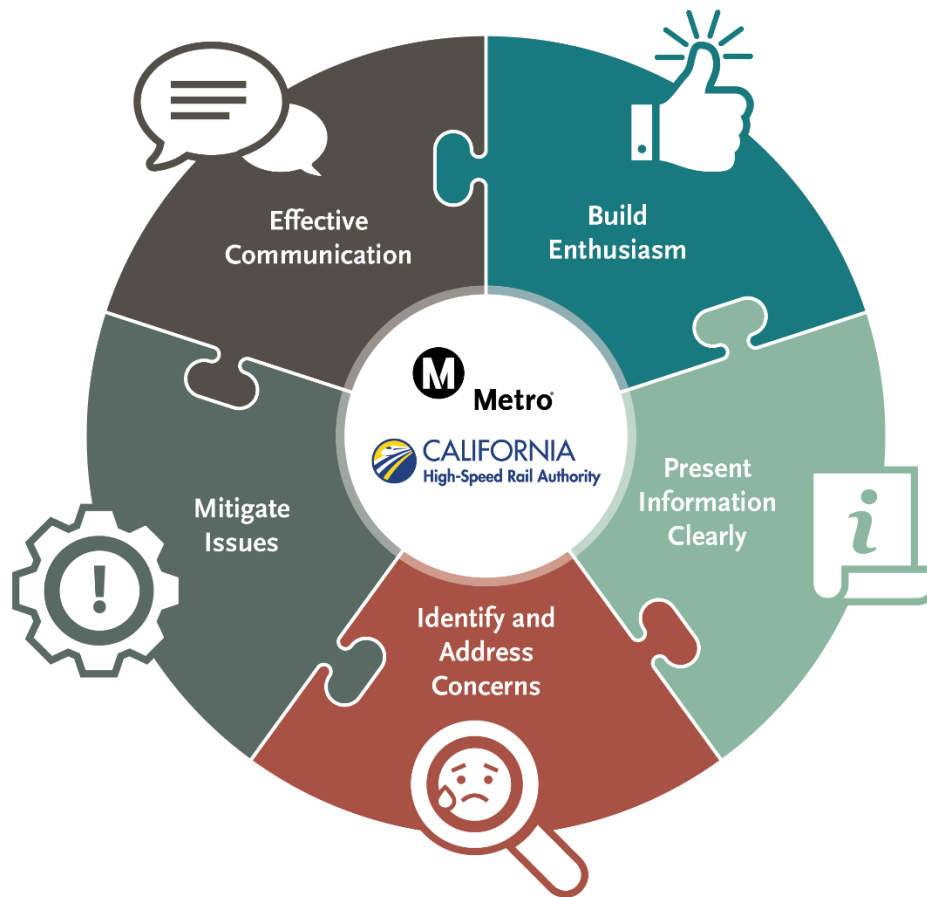 Effective
Communication
Build
Enthusiasm
M
Metro
CALIFORNIA
High-Speed Rail Authority
Present
Information
Clearly
i
Mitigate
Issues
!
Identify and
Address
Concerns